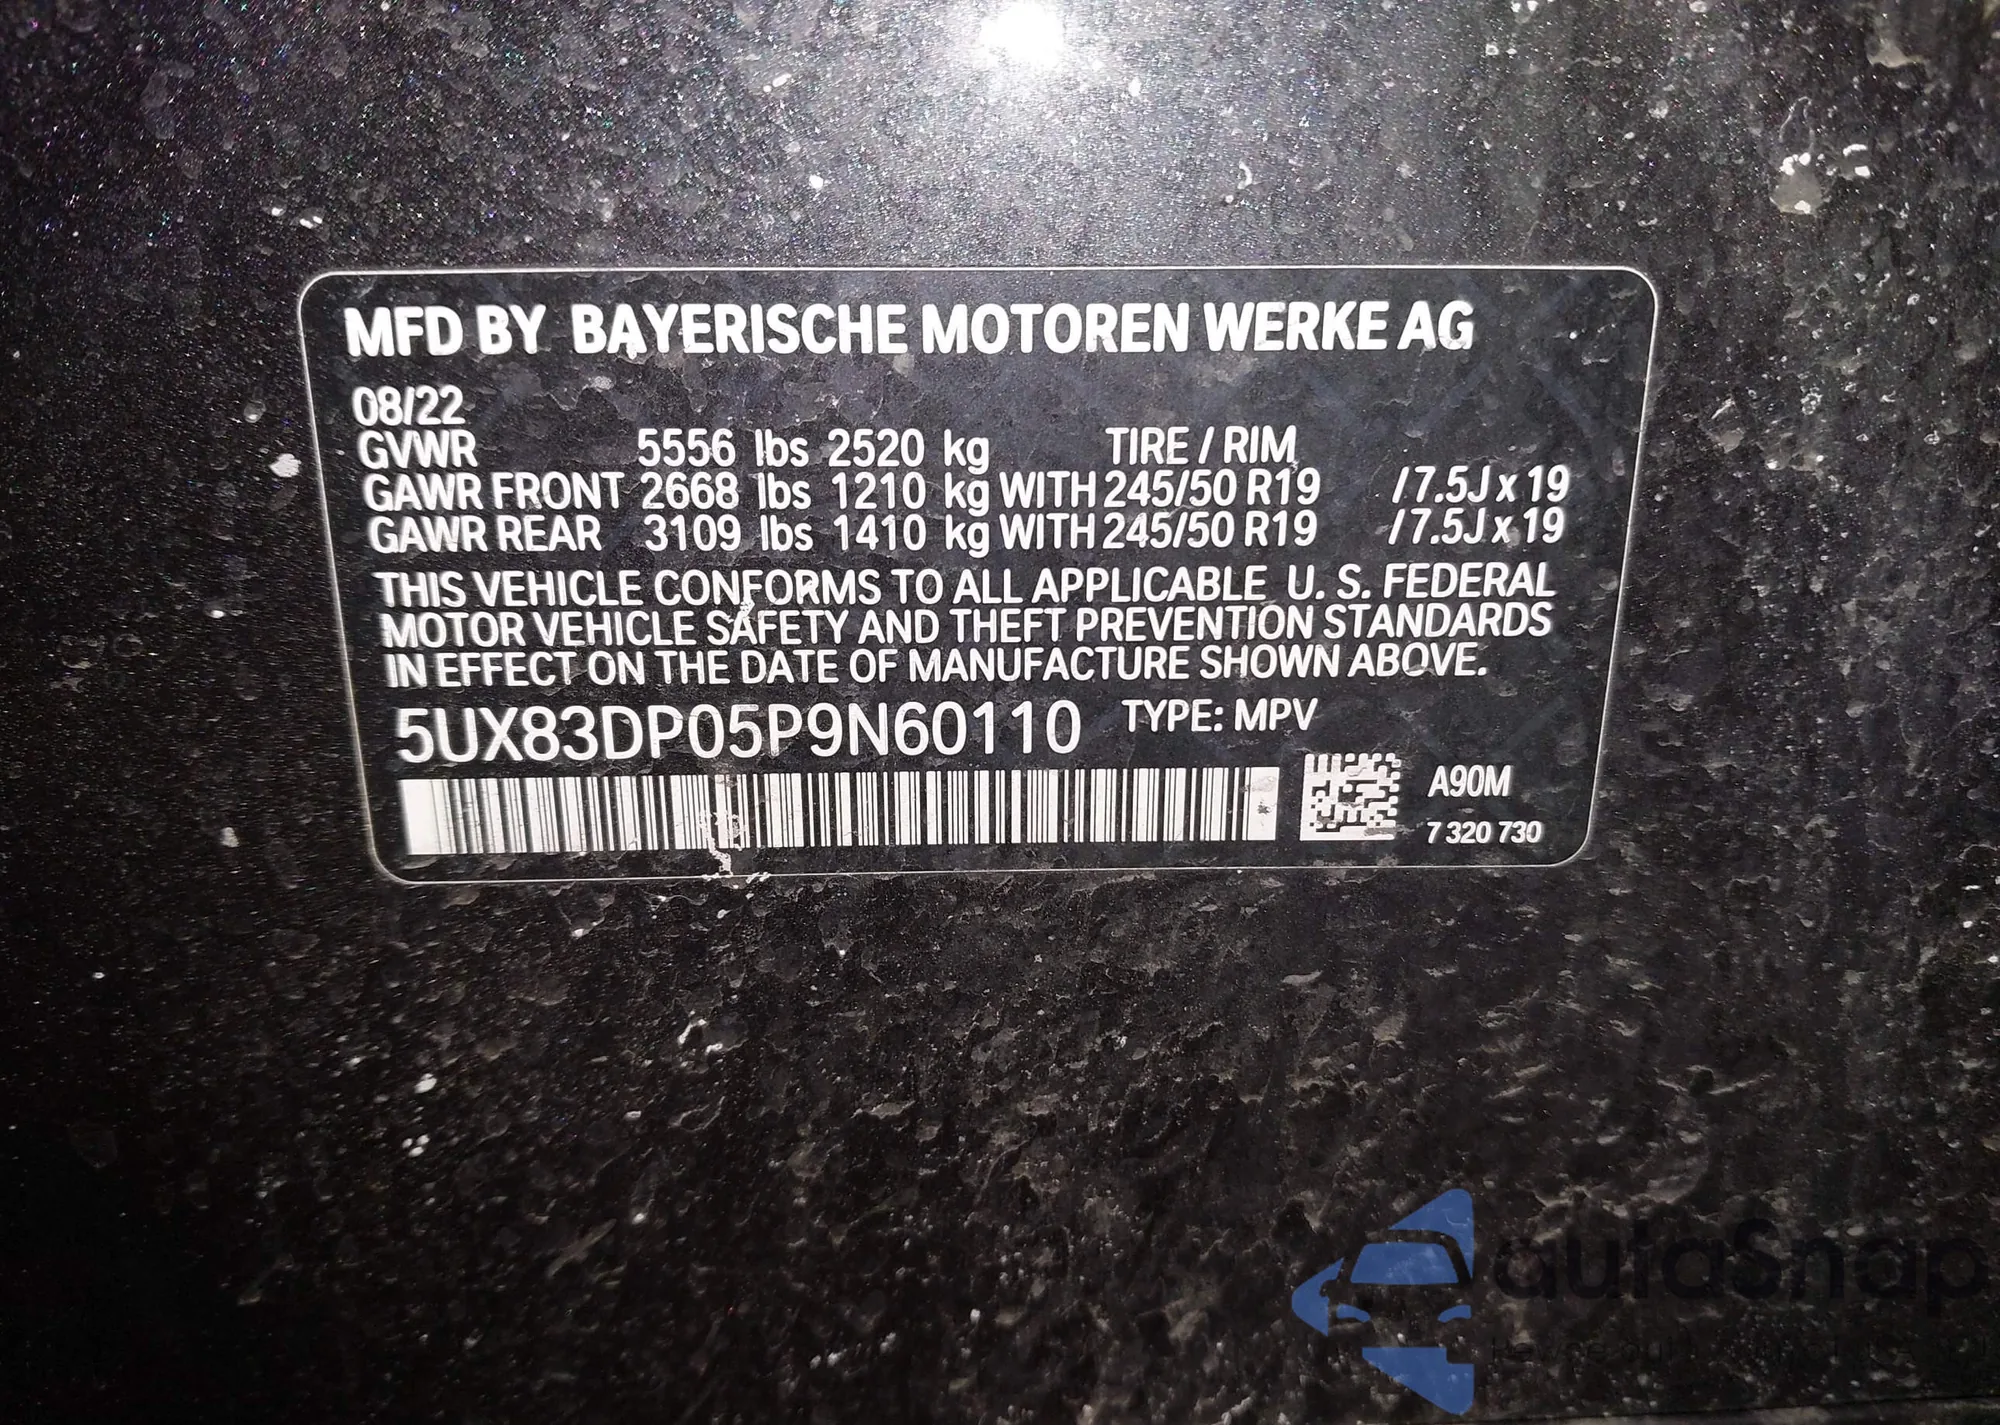 MFD BY BAYERISCHE MOTOREN WERKE AG
08/22
GVWR 5556 lbs 2520 kg TIRE / RIM
GAWR FRONT 2668 lbs 1210 kg WITH 245/50 R19 / 7.5J x 19
GAWR REAR 3109 lbs 1410 kg WITH 245/50 R19 / 7.5J x 19
THIS VEHICLE CONFORMS TO ALL APPLICABLE U. S. FEDERAL
MOTOR VEHICLE SAFETY AND THEFT PREVENTION STANDARDS
IN EFFECT ON THE DATE OF MANUFACTURE SHOWN ABOVE.
5UX83DP05P9N60110 TYPE: MPV
A90M
7 320 730
autaSnap